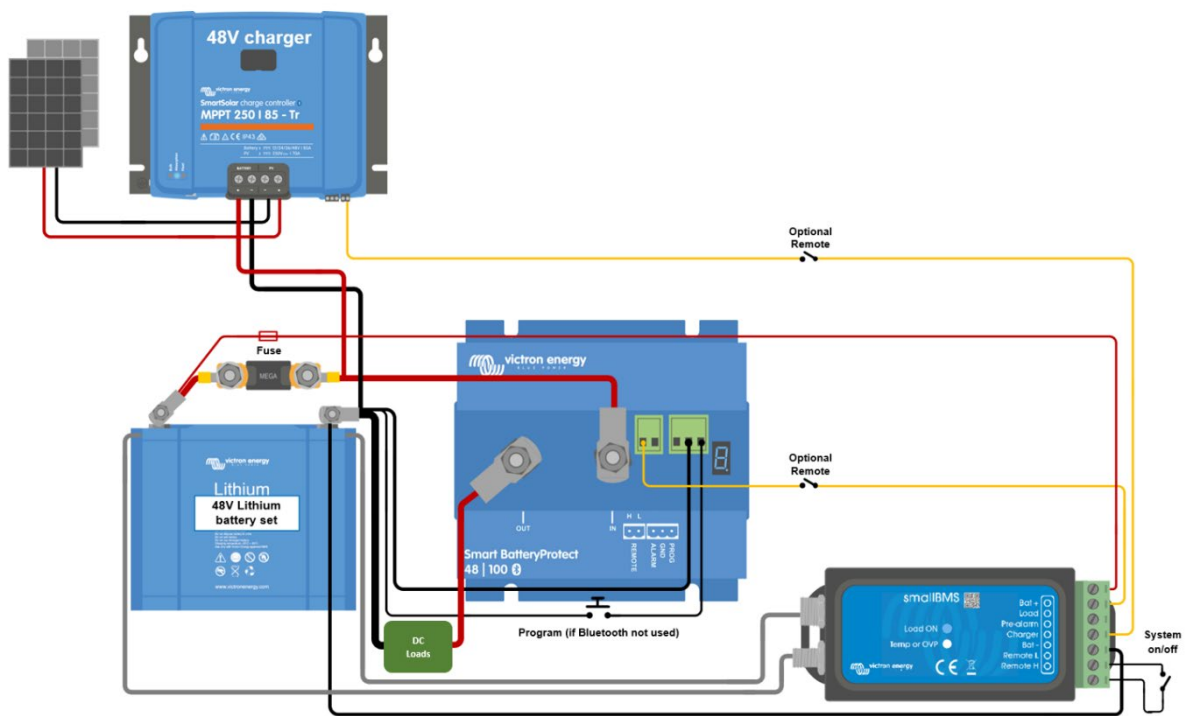 48V charger
victron energy
SmartSolar charge controller
MPPT 250 | 85 - Tr
IP43
BATTERY
PV
Optional
Remote
Fuse
MEGA
victron energy
BLUE POWER
victron energy
Lithium
48V Lithium
battery set
www.victronenergy.com
OUT
IN
H L
REMOTE
ALARM
GND
PROG
Smart BatteryProtect
48 | 100
Optional
Remote
Program (if Bluetooth not used)
DC
Loads
smallBMS
Load ON
Temp or OVP
victron energy
Bat +
Load
Pre-alarm
Charger
Bat -
Remote L
Remote H
System
on/off